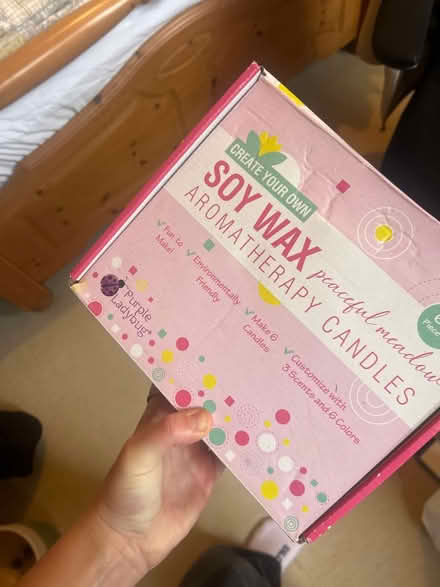 CREATE YOUR OWN
SOY WAX
peaceful meadow
AROMATHERAPY CANDLES
✓ Fun to
Make!
✓ Environmentally
Friendly
✓ Make 6
Candles
✓ Customize with
3 Scents and 6 Colors
Purple
Ladybug